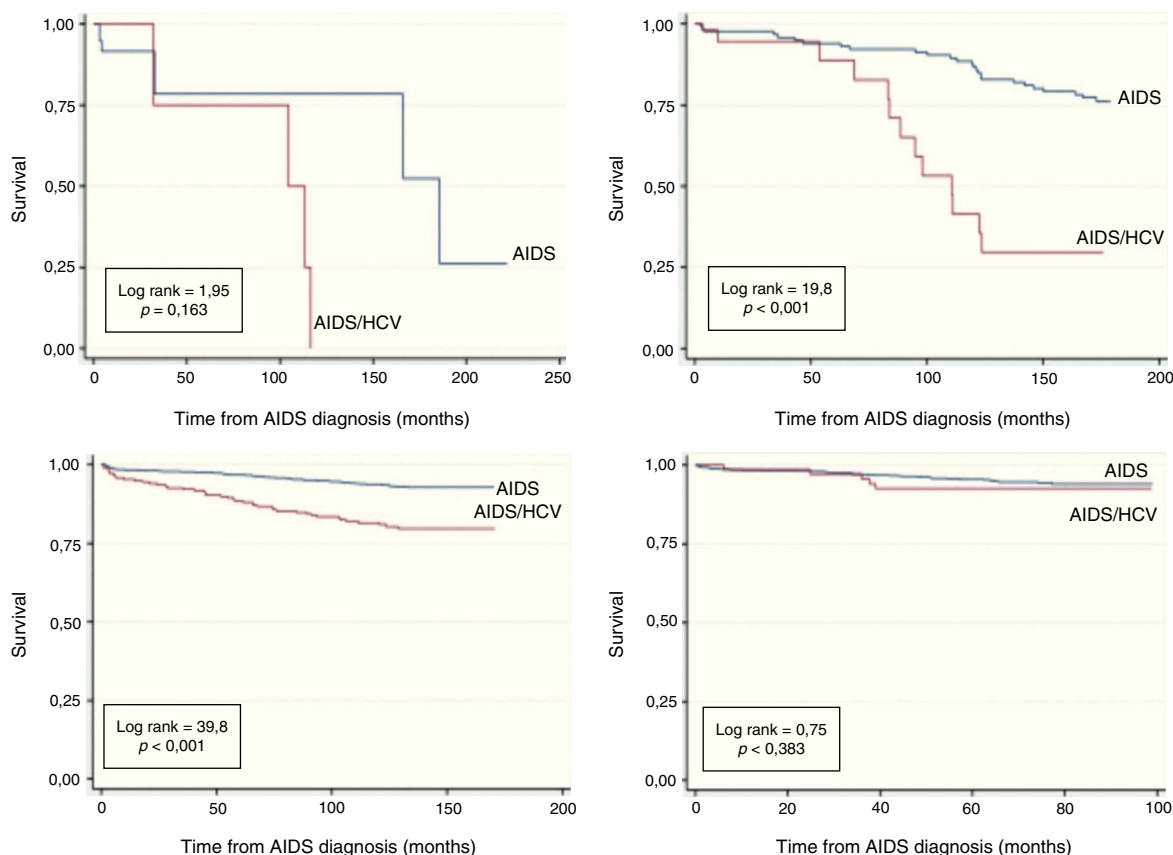 1,00
0,75
0,50
0,25
0,00
Survival
AIDS
AIDS/HCV
Log rank = 1,95
p = 0,163
0 50 100 150 200 250
Time from AIDS diagnosis (months)
1,00
0,75
0,50
0,25
0,00
Survival
AIDS
AIDS/HCV
Log rank = 19,8
p < 0,001
0 50 100 150 200
Time from AIDS diagnosis (months)
1,00
0,75
0,50
0,25
0,00
Survival
AIDS
AIDS/HCV
Log rank = 39,8
p < 0,001
0 50 100 150 200
Time from AIDS diagnosis (months)
1,00
0,75
0,50
0,25
0,00
Survival
AIDS
AIDS/HCV
Log rank = 0,75
p < 0,383
0 20 40 60 80 100
Time from AIDS diagnosis (months)